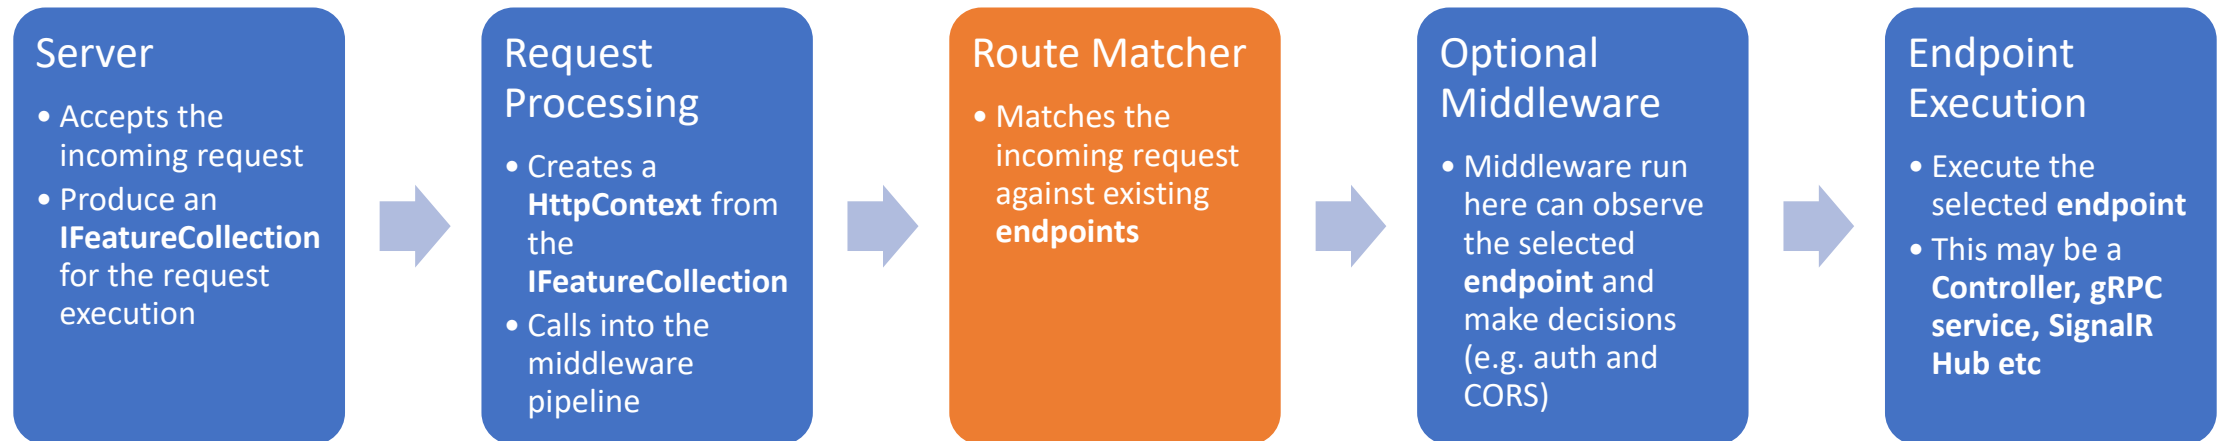 Server
• Accepts the
incoming request
• Produce an
IFeatureCollection
for the request
execution
Request
Processing
• Creates a
HttpContext from
the
IFeatureCollection
• Calls into the
middleware
pipeline
Route Matcher
• Matches the
incoming request
against existing
endpoints
Optional
Middleware
• Middleware run
here can observe
the selected
endpoint and
make decisions
(e.g. auth and
CORS)
Endpoint
Execution
• Execute the
selected endpoint
• This may be a
Controller, gRPC
service, SignalR
Hub etc